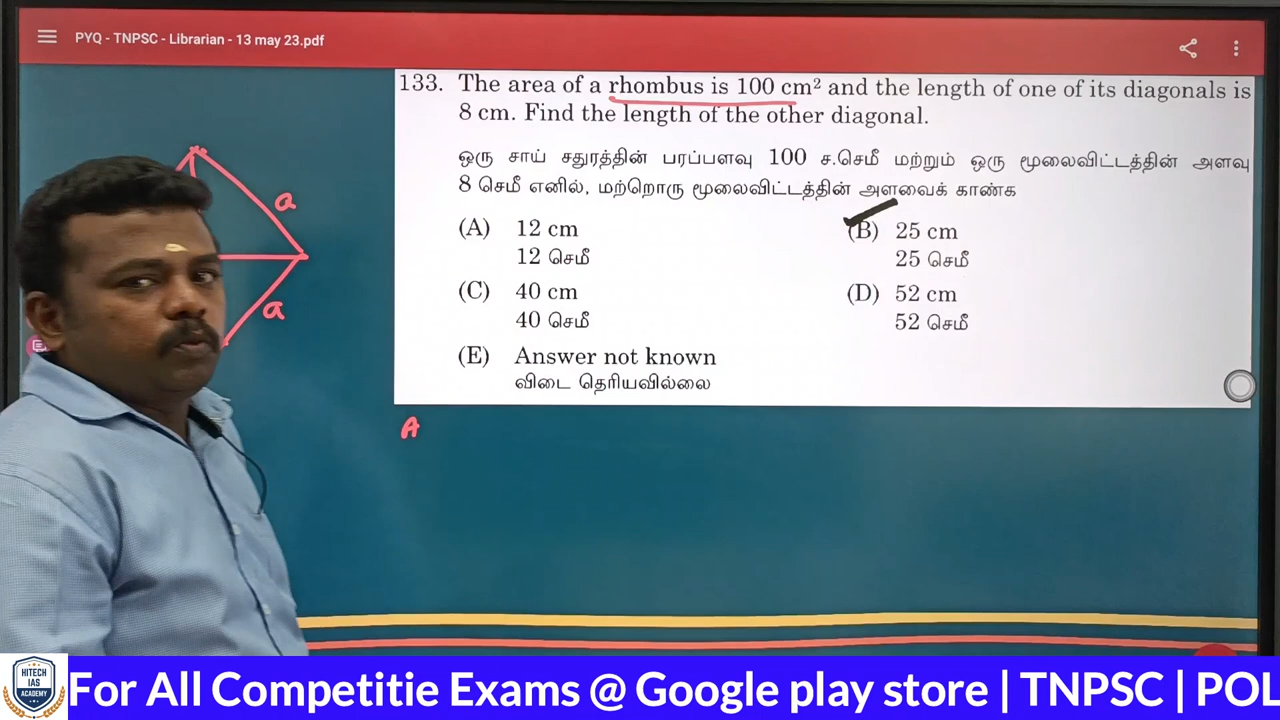 PYQ - TNPSC - Librarian - 13 may 23.pdf
133. The area of a rhombus is 100 cm² and the length of one of its diagonals is
8 cm. Find the length of the other diagonal.
ஒரு சாய் சதுரத்தின் பரப்பளவு 100 ச.செமீ மற்றும் ஒரு மூலைவிட்டத்தின் அளவு
8 செமீ எனில், மற்றொரு மூலைவிட்டத்தின் அளவைக் காண்க
(A) 12 cm
12 செமீ
(B) 25 cm
25 செமீ
(C) 40 cm
40 செமீ
(D) 52 cm
52 செமீ
(E) Answer not known
விடை தெரியவில்லை
a
a
A
HITECH
IAS
ACADEMY
For All Competitie Exams @ Google play store | TNPSC | POL